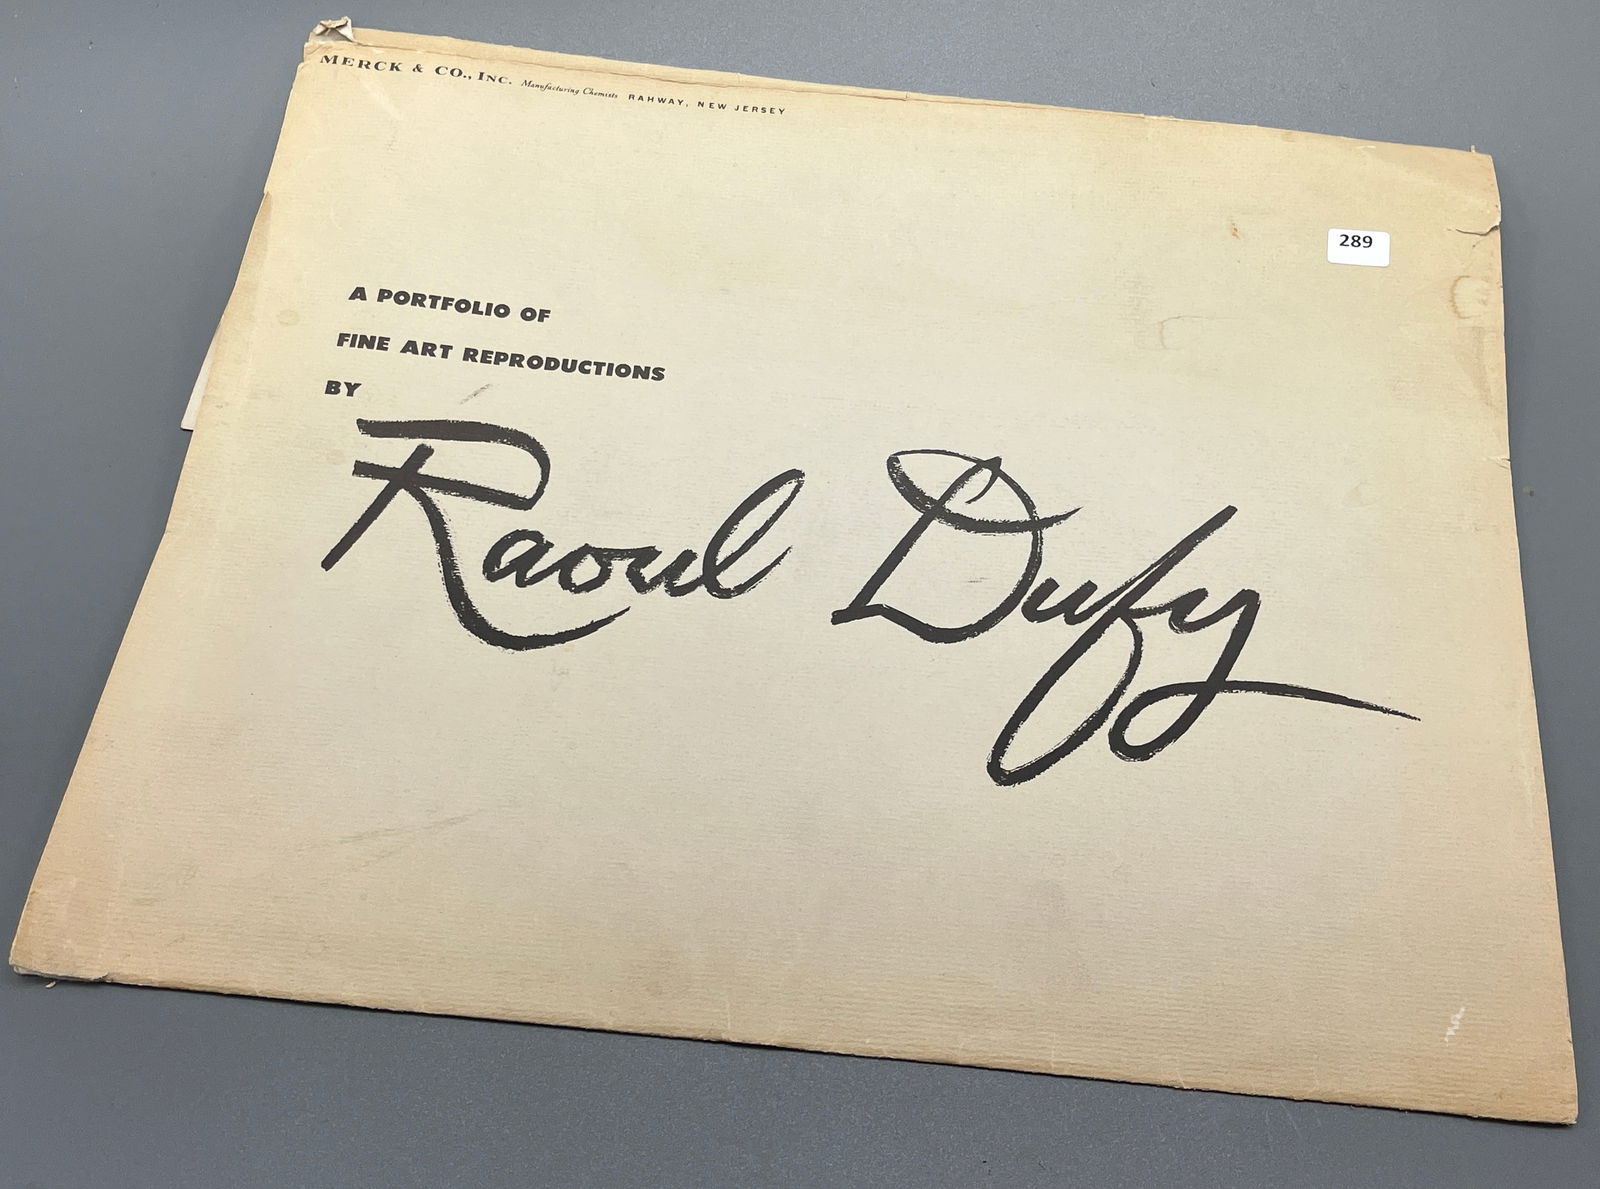 MERCK & CO., INC. Manufacturing Chemists RAHWAY, NEW JERSEY
289
A PORTFOLIO OF
FINE ART REPRODUCTIONS
BY
Raoul Dufy